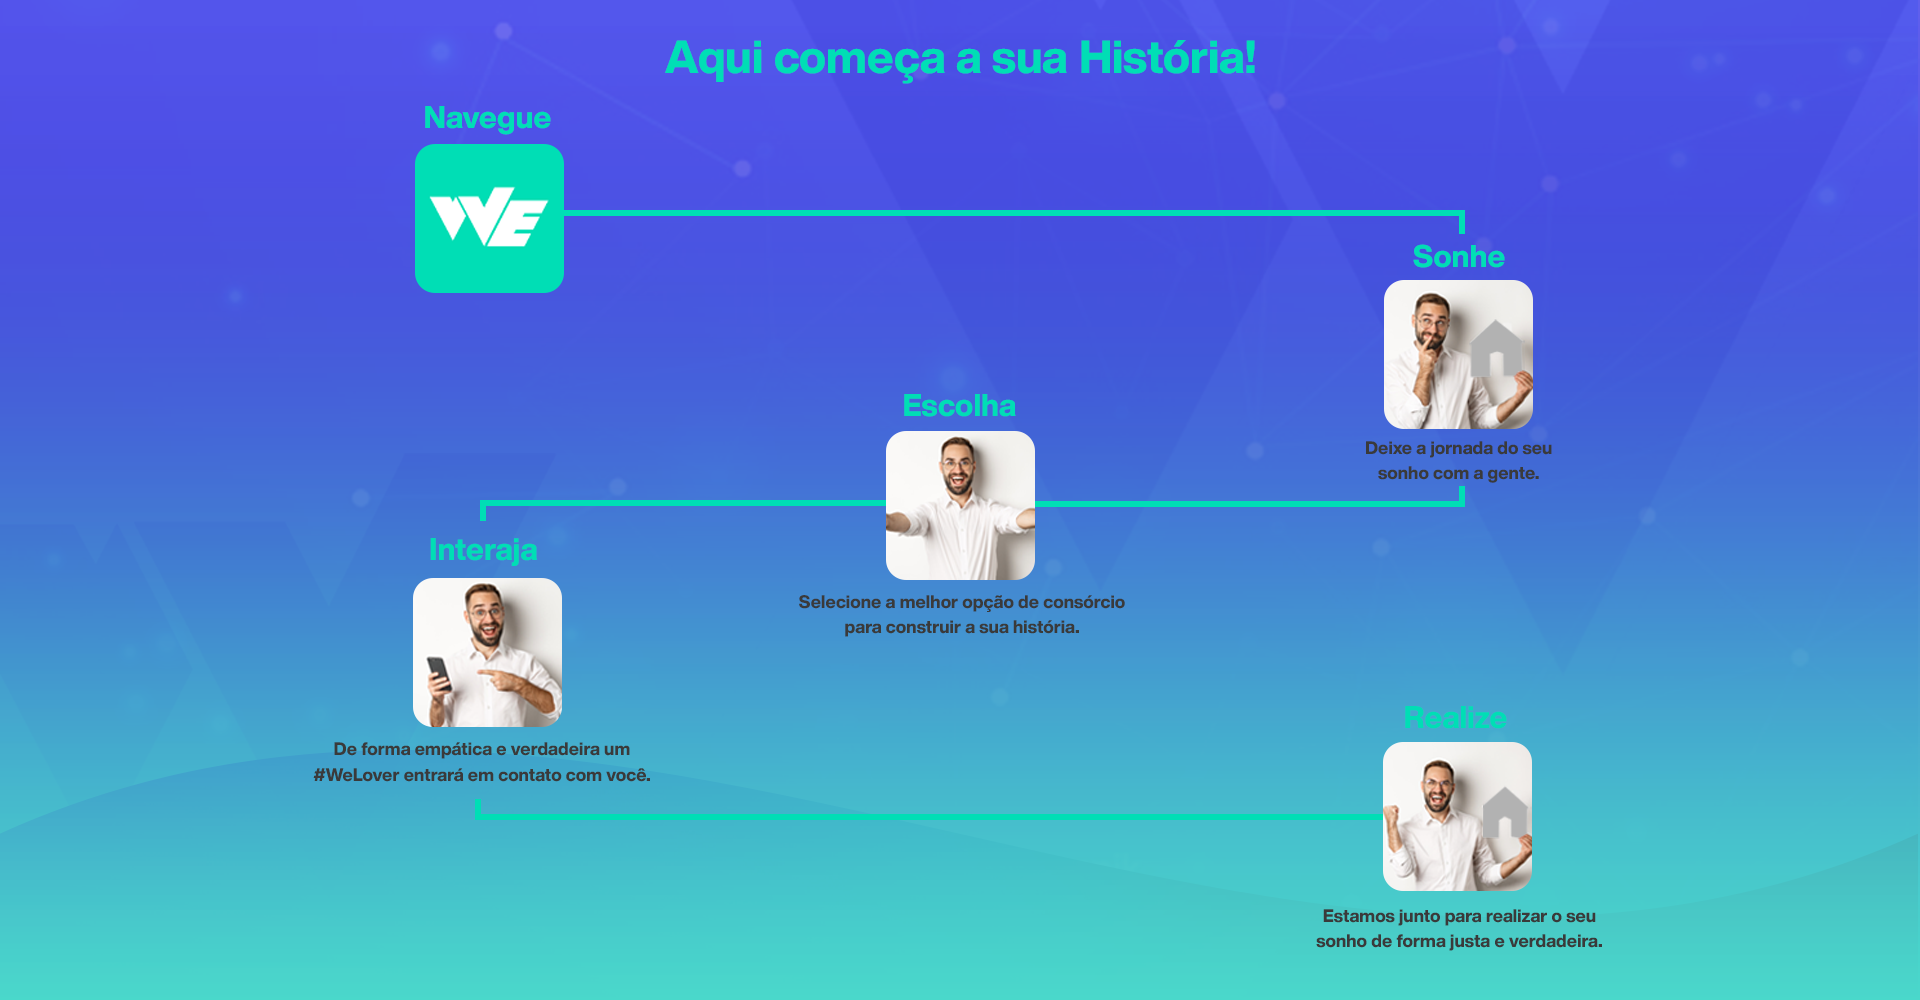 Aqui começa a sua História!
Navegue
WE
Sonhe
Deixe a jornada do seu
sonho com a gente.
Escolha
Selecione a melhor opção de consórcio
para construir a sua história.
Interaja
De forma empática e verdadeira um
#WeLover entrará em contato com você.
Realize
Estamos junto para realizar o seu
sonho de forma justa e verdadeira.